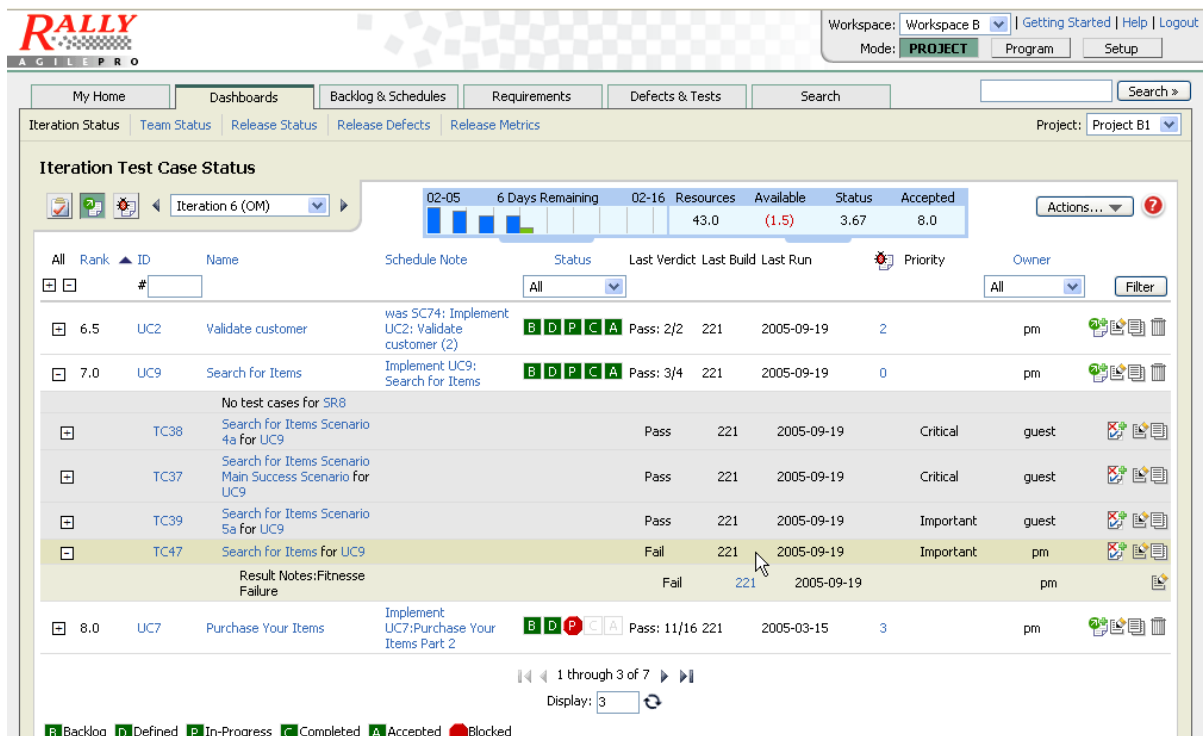 RALLY
AGILE PRO
Workspace: Workspace B | Getting Started | Help | Logout
Mode: PROJECT Program Setup
My Home Dashboards Backlog & Schedules Requirements Defects & Tests Search Search »
Iteration Status Team Status Release Status Release Defects Release Metrics Project: Project B1
Iteration Test Case Status
Iteration 6 (OM) 02-05 6 Days Remaining 02-16 Resources Available Status Accepted
43.0 (1.5) 3.67 8.0 Actions... ?
All Rank ID Name Schedule Note Status Last Verdict Last Build Last Run Priority Owner
# All All Filter
6.5 UC2 Validate customer was SC74: Implement
UC2: Validate
customer (2) B D P C A Pass: 2/2 221 2005-09-19 2 pm
7.0 UC9 Search for Items Implement UC9:
Search for Items B D P C A Pass: 3/4 221 2005-09-19 0 pm
No test cases for SR8
TC38 Search for Items Scenario
4a for UC9 Pass 221 2005-09-19 Critical guest
TC37 Search for Items Scenario
Main Success Scenario for
UC9 Pass 221 2005-09-19 Critical guest
TC39 Search for Items Scenario
5a for UC9 Pass 221 2005-09-19 Important guest
TC47 Search for Items for UC9 Fail 221 2005-09-19 Important pm
Result Notes:Fitnesse
Failure Fail 221 2005-09-19 pm
8.0 UC7 Purchase Your Items Implement
UC7:Purchase Your
Items Part 2 B D P C A Pass: 11/16 221 2005-03-15 3 pm
1 through 3 of 7
Display: 3
B Backlog D Defined P In-Progress C Completed A Accepted Blocked